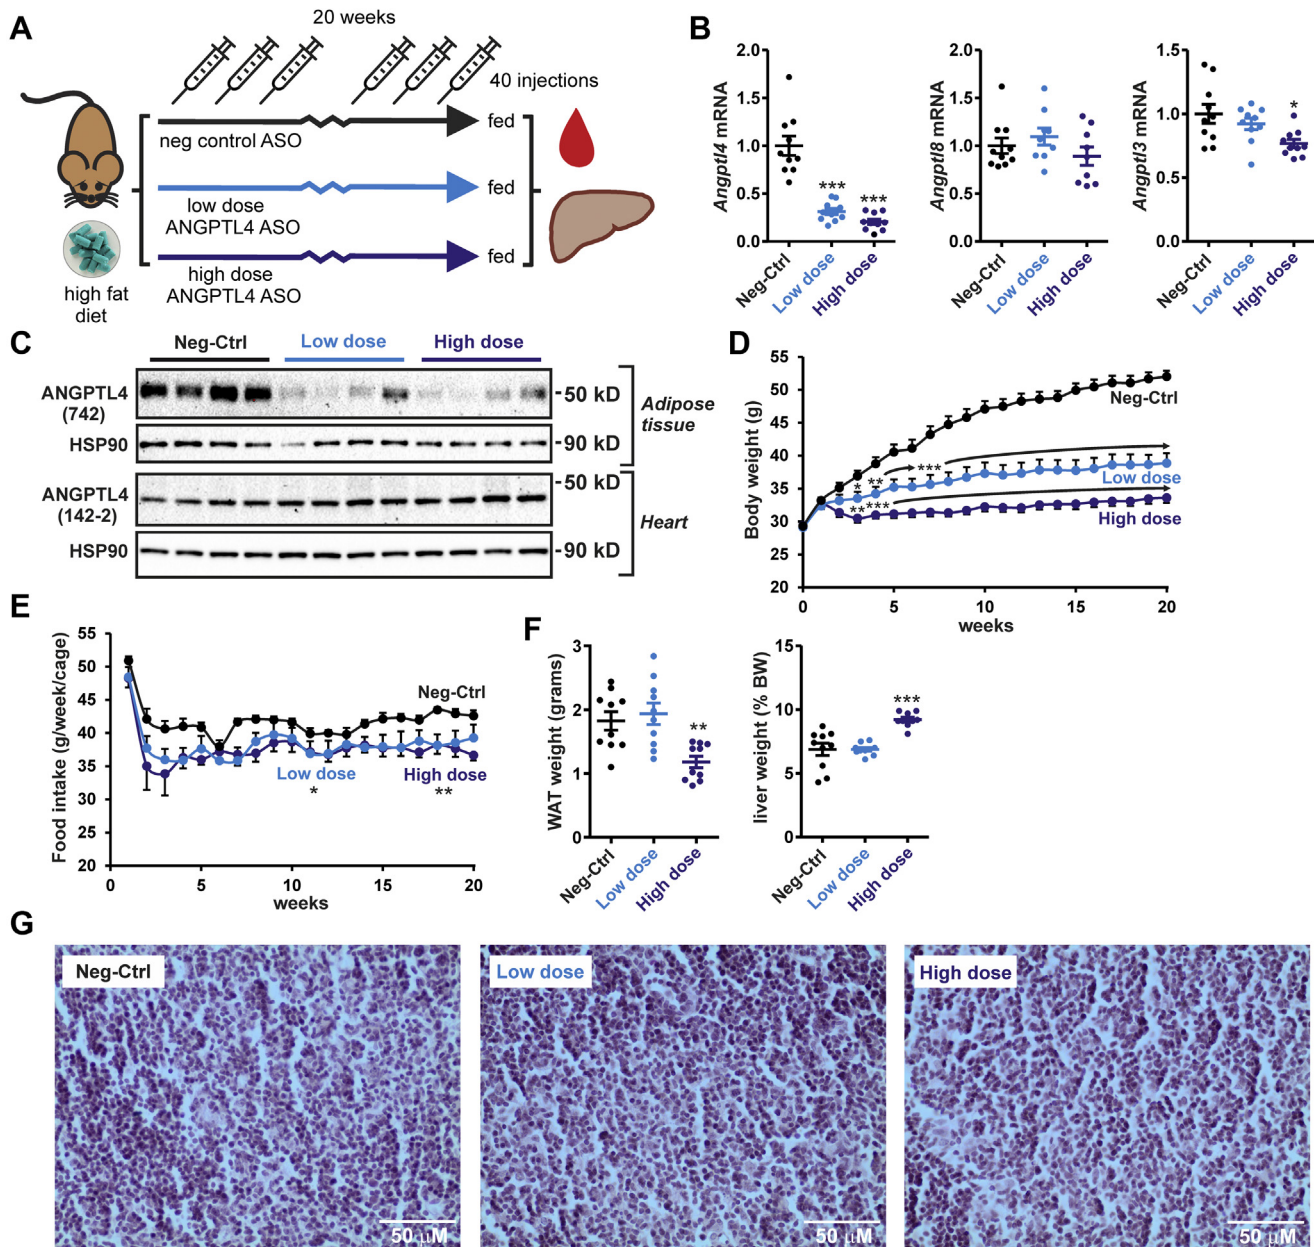 A
20 weeks
40 injections
neg control ASO
fed
low dose
ANGPTL4 ASO
fed
high dose
ANGPTL4 ASO
fed
high fat
diet
B
Angptl4 mRNA
2.0
1.5
1.0
0.5
0.0
***
***
Neg-Ctrl
Low dose
High dose
Angptl8 mRNA
2.0
1.5
1.0
0.5
0.0
Neg-Ctrl
Low dose
High dose
Angptl3 mRNA
1.5
1.0
0.5
0.0
*
Neg-Ctrl
Low dose
High dose
C
Neg-Ctrl
Low dose
High dose
ANGPTL4
(742)
-50 kD
HSP90
-90 kD
Adipose
tissue
ANGPTL4
(142-2)
-50 kD
HSP90
-90 kD
Heart
D
Body weight (g)
55
50
45
40
35
30
25
20
Neg-Ctrl
* ** ***
Low dose
** ***
High dose
0 5 10 15 20
weeks
E
Food intake (g/week/cage)
55
50
45
40
35
30
25
20
Neg-Ctrl
Low dose
*
High dose
**
0 5 10 15 20
weeks
F
WAT weight (grams)
3
2
1
0
**
Neg-Ctrl
Low dose
High dose
liver weight (% BW)
15
10
5
0
***
Neg-Ctrl
Low dose
High dose
G
Neg-Ctrl
50 µM
Low dose
50 µM
High dose
50 µM